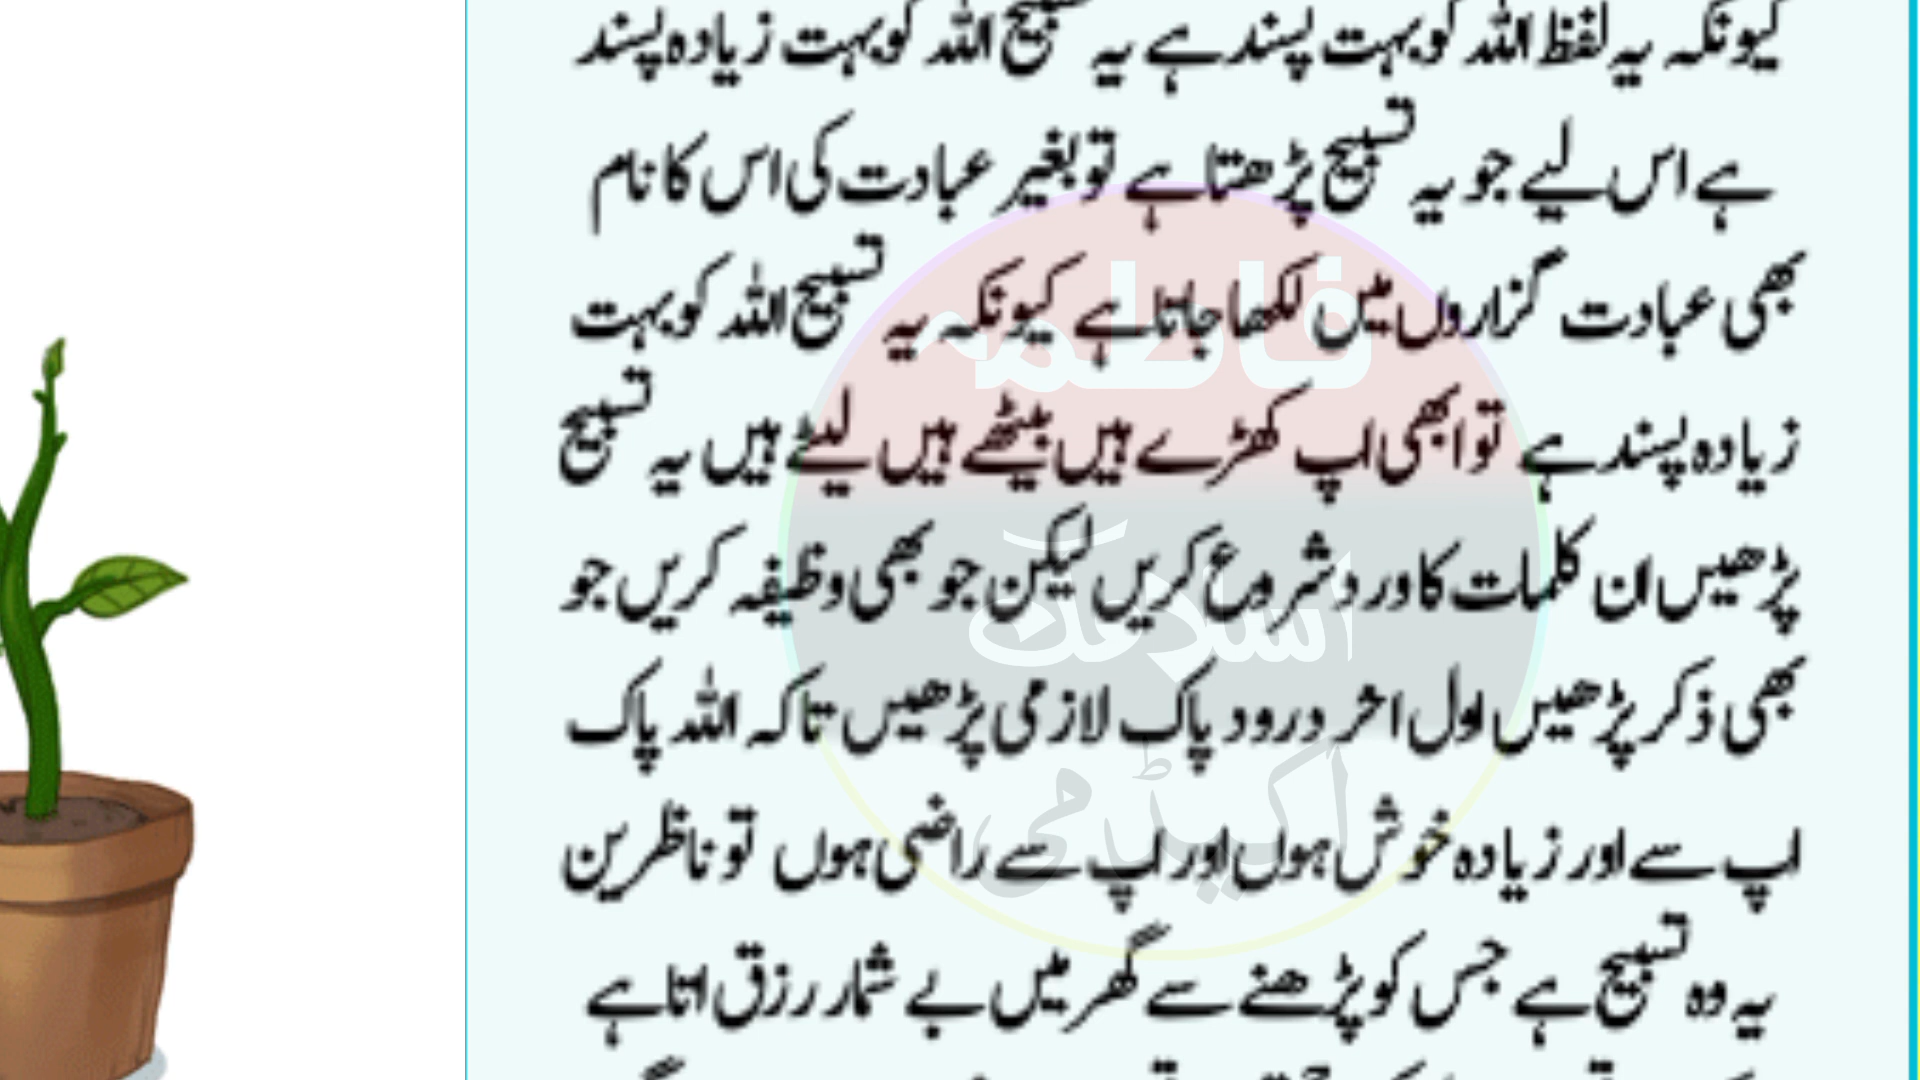 کیونکہ یہ لفظ اللہ کو بہت پسند ہے یہ تسبیح اللہ کو بہت زیادہ پسند
ہے اس لیے جو یہ تسبیح پڑھتا ہے تو بغیر عبادت کی اس کا نام
بھی عبادت گزاروں میں لکھا جاتا ہے کیونکہ یہ تسبیح اللہ کو بہت
زیادہ پسند ہے تو ابھی اپ کھڑے ہیں بیٹھے ہیں لیٹے ہیں یہ تسبیح
پڑھیں ان کلمات کا ورد شروع کریں لیکن جو بھی وظیفہ کریں جو
بھی ذکر پڑھیں اول اخر درود پاک لازمی پڑھیں تاکہ اللہ پاک
اپ سے اور زیادہ خوش ہوں اور اپ سے راضی ہوں تو ناظرین
یہ وہ تسبیح ہے جس کو پڑھنے سے گھر میں بے شمار رزق اتا ہے
فاطمہ
اسلامک
اکیڈمی